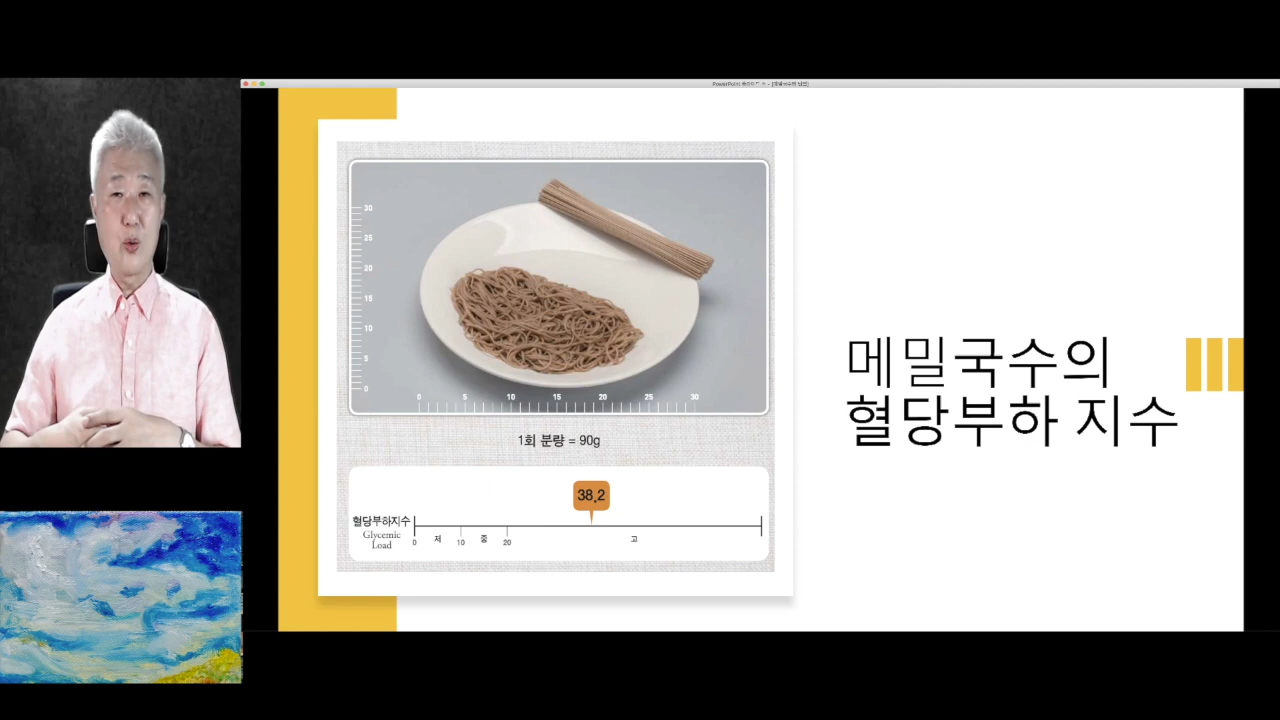 메밀국수의
혈당부하 지수
30
25
20
15
10
5
0
0 5 10 15 20 25 30
1회 분량 = 90g
38.2
혈당부하지수
Glycemic
Load
0 저 10 중 20 고